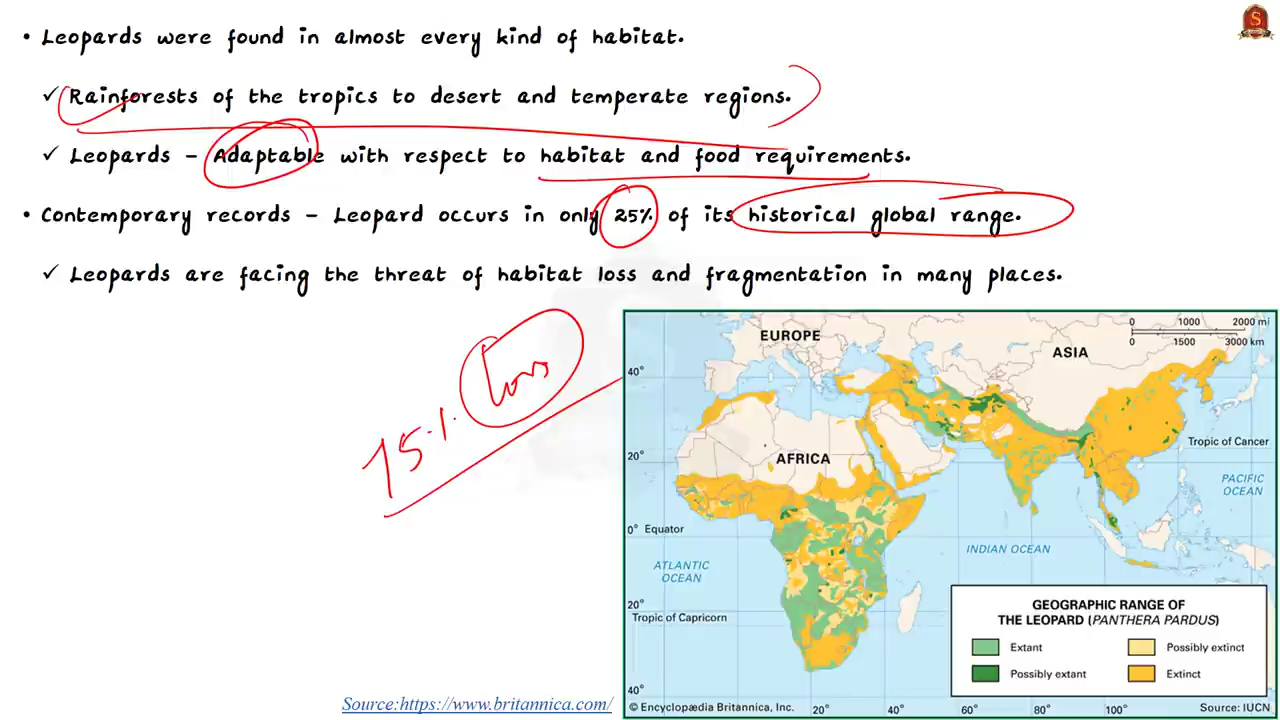 • Leopards were found in almost every kind of habitat.
✓ Rainforests of the tropics to desert and temperate regions.
✓ Leopards – Adaptable with respect to habitat and food requirements.
• Contemporary records – Leopard occurs in only 25% of its historical global range.
✓ Leopards are facing the threat of habitat loss and fragmentation in many places.
75% loss
EUROPE
ASIA
AFRICA
0 1000 2000 mi
0 1500 3000 km
40°
20°
0°
20°
40°
Tropic of Cancer
PACIFIC
OCEAN
Equator
INDIAN OCEAN
ATLANTIC
OCEAN
Tropic of Capricorn
GEOGRAPHIC RANGE OF
THE LEOPARD (PANTHERA PARDUS)
Extant
Possibly extinct
Possibly extant
Extinct
© Encyclopædia Britannica, Inc.
20° 40° 60° 80° 100°
Source: IUCN
Source:https://www.britannica.com/